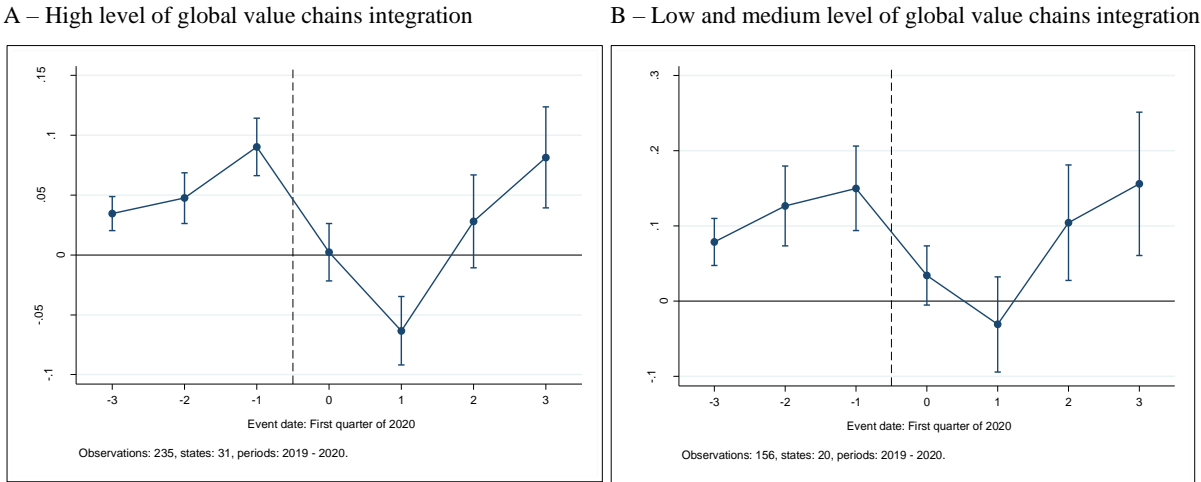 A – High level of global value chains integration
.15
.1
.05
0
-.05
-.1
-3 -2 -1 0 1 2 3
Event date: First quarter of 2020
Observations: 235, states: 31, periods: 2019 - 2020.
B – Low and medium level of global value chains integration
.3
.2
.1
0
-.1
-3 -2 -1 0 1 2 3
Event date: First quarter of 2020
Observations: 156, states: 20, periods: 2019 - 2020.